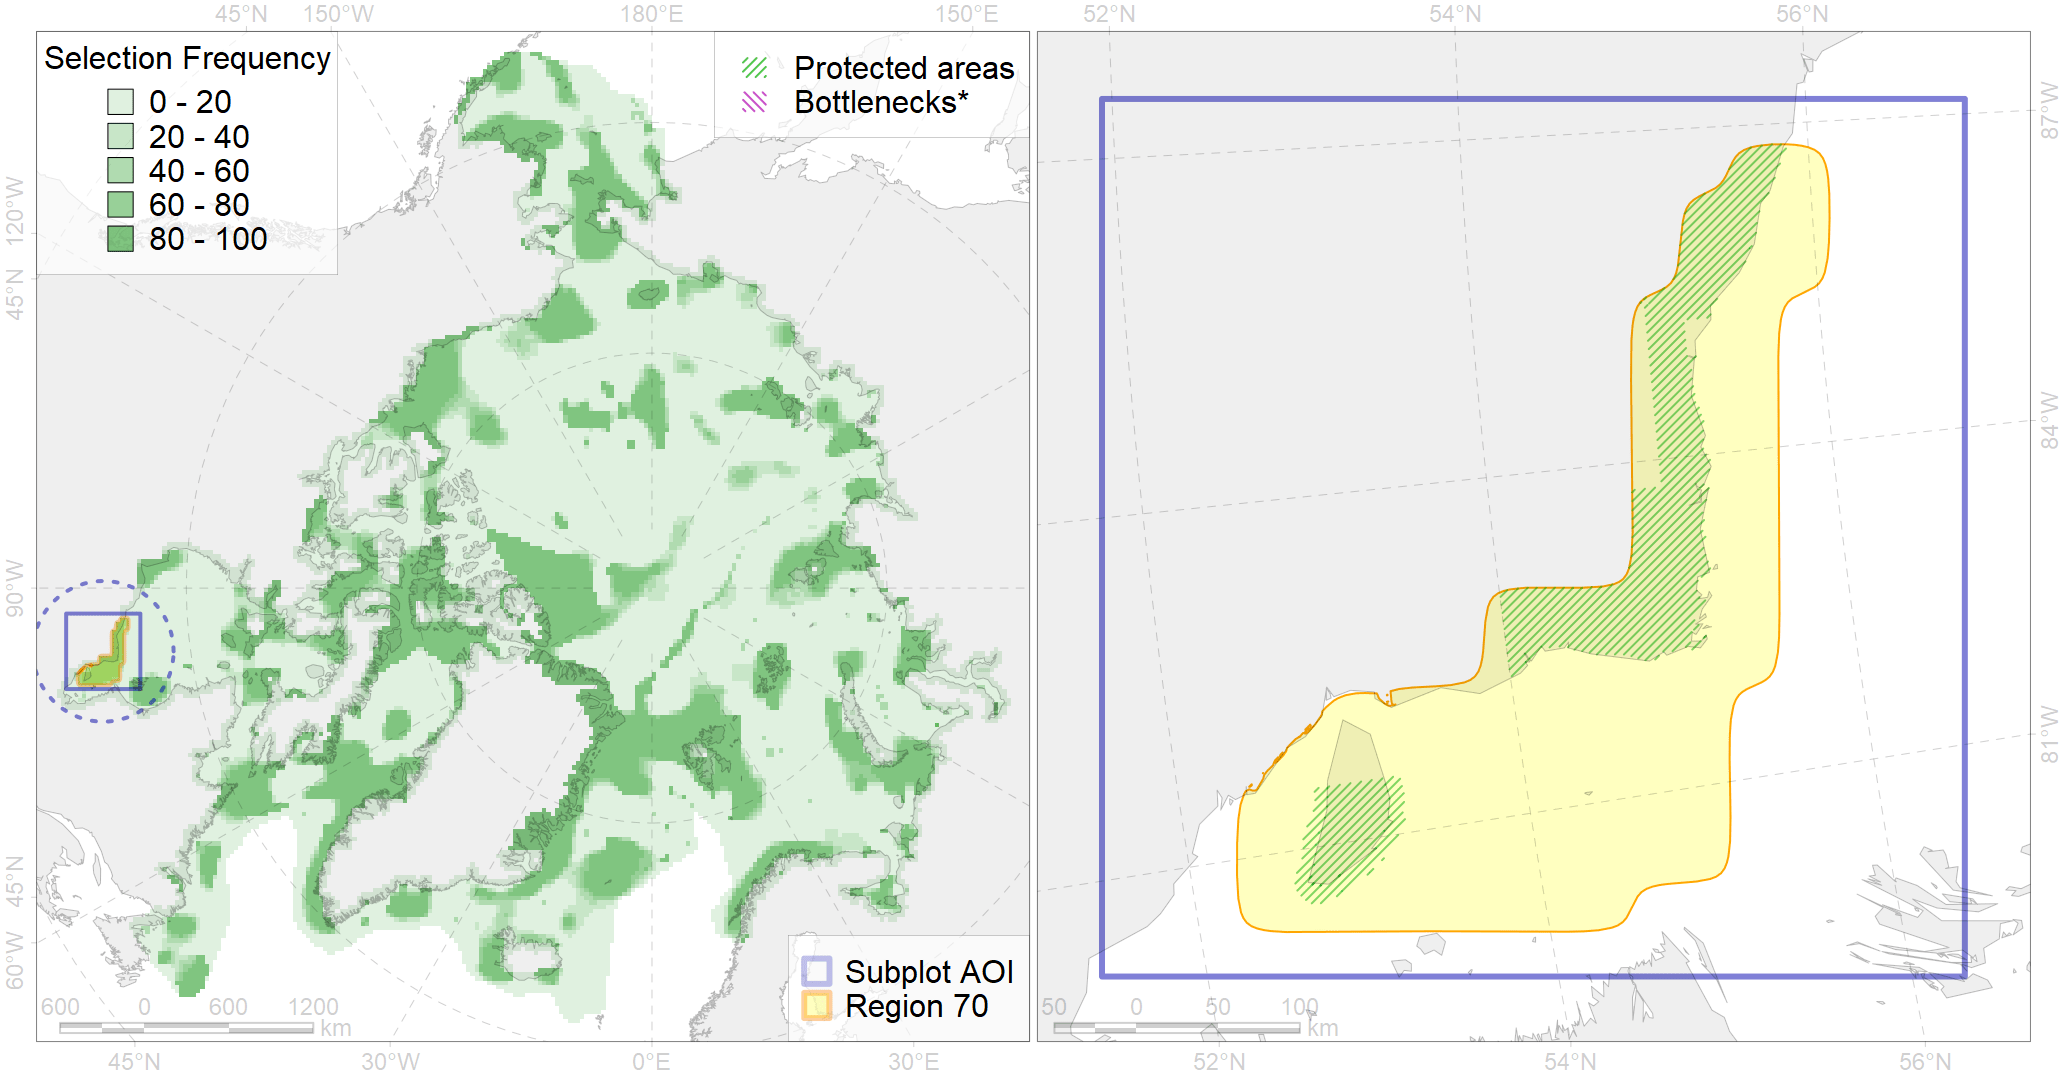 45°N 150°W 180°E 150°E 52°N 54°N 56°N
Selection Frequency
0 - 20
20 - 40
40 - 60
60 - 80
80 - 100
Protected areas
Bottlenecks*
120°W
45°N
90°W
45°N
60°W
87°W
84°W
81°W
Subplot AOI
Region 70
600 0 600 1200
km
50 0 50 100
km
45°N 30°W 0°E 30°E 52°N 54°N 56°N